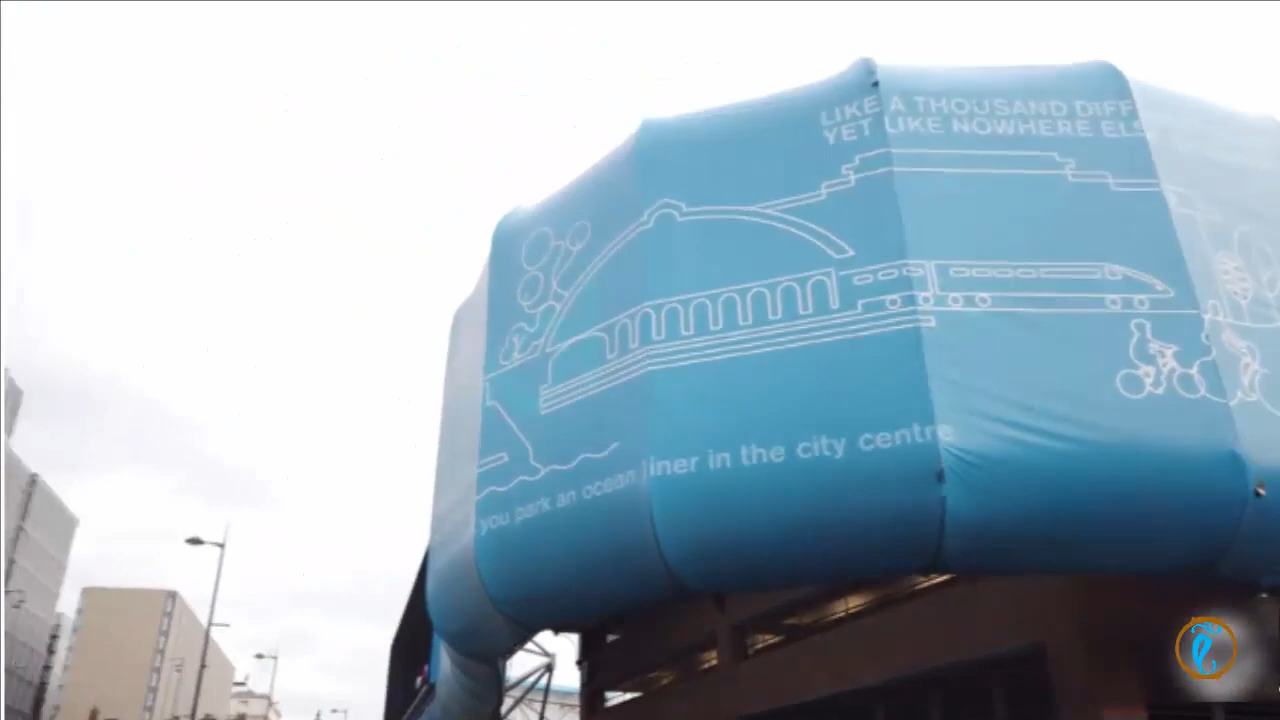 LIKE A THOUSAND DIFF
YET LIKE NOWHERE ELS
you park an ocean liner in the city centre